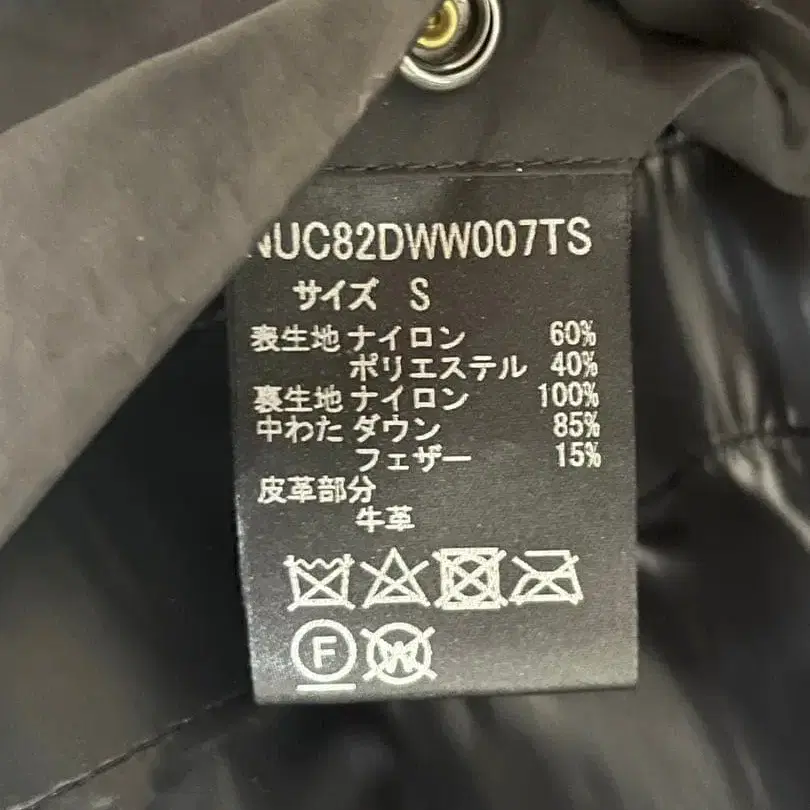 NUC82DWW007TS
サイズ S
表生地 ナイロン 60%
ポリエステル 40%
裏生地 ナイロン 100%
中わた ダウン 85%
フェザー 15%
皮革部分
牛革
F W